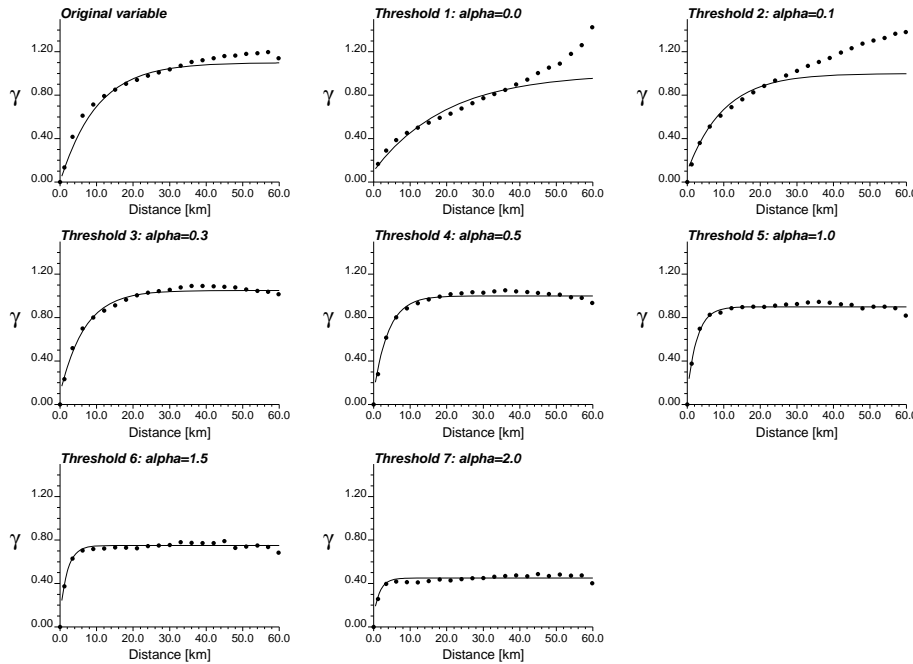 Original variable
γ
1.20
0.80
0.40
0.00
0.0 10.0 20.0 30.0 40.0 50.0 60.0
Distance [km]
Threshold 1: alpha=0.0
γ
1.20
0.80
0.40
0.00
0.0 10.0 20.0 30.0 40.0 50.0 60.0
Distance [km]
Threshold 2: alpha=0.1
γ
1.20
0.80
0.40
0.00
0.0 10.0 20.0 30.0 40.0 50.0 60.0
Distance [km]
Threshold 3: alpha=0.3
γ
1.20
0.80
0.40
0.00
0.0 10.0 20.0 30.0 40.0 50.0 60.0
Distance [km]
Threshold 4: alpha=0.5
γ
1.20
0.80
0.40
0.00
0.0 10.0 20.0 30.0 40.0 50.0 60.0
Distance [km]
Threshold 5: alpha=1.0
γ
1.20
0.80
0.40
0.00
0.0 10.0 20.0 30.0 40.0 50.0 60.0
Distance [km]
Threshold 6: alpha=1.5
γ
1.20
0.80
0.40
0.00
0.0 10.0 20.0 30.0 40.0 50.0 60.0
Distance [km]
Threshold 7: alpha=2.0
γ
1.20
0.80
0.40
0.00
0.0 10.0 20.0 30.0 40.0 50.0 60.0
Distance [km]